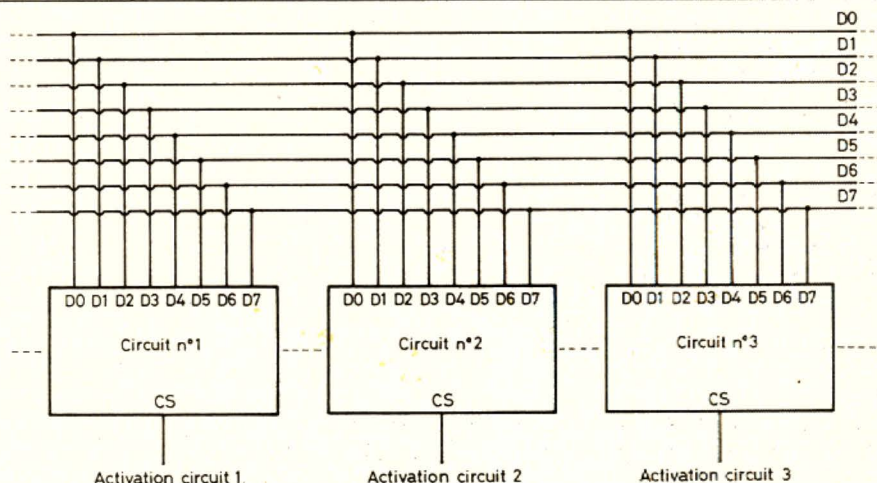 D0
D1
D2
D3
D4
D5
D6
D7
D0 D1 D2 D3 D4 D5 D6 D7
Circuit n°1
CS
Activation circuit 1
D0 D1 D2 D3 D4 D5 D6 D7
Circuit n°2
CS
Activation circuit 2
D0 D1 D2 D3 D4 D5 D6 D7
Circuit n°3
CS
Activation circuit 3